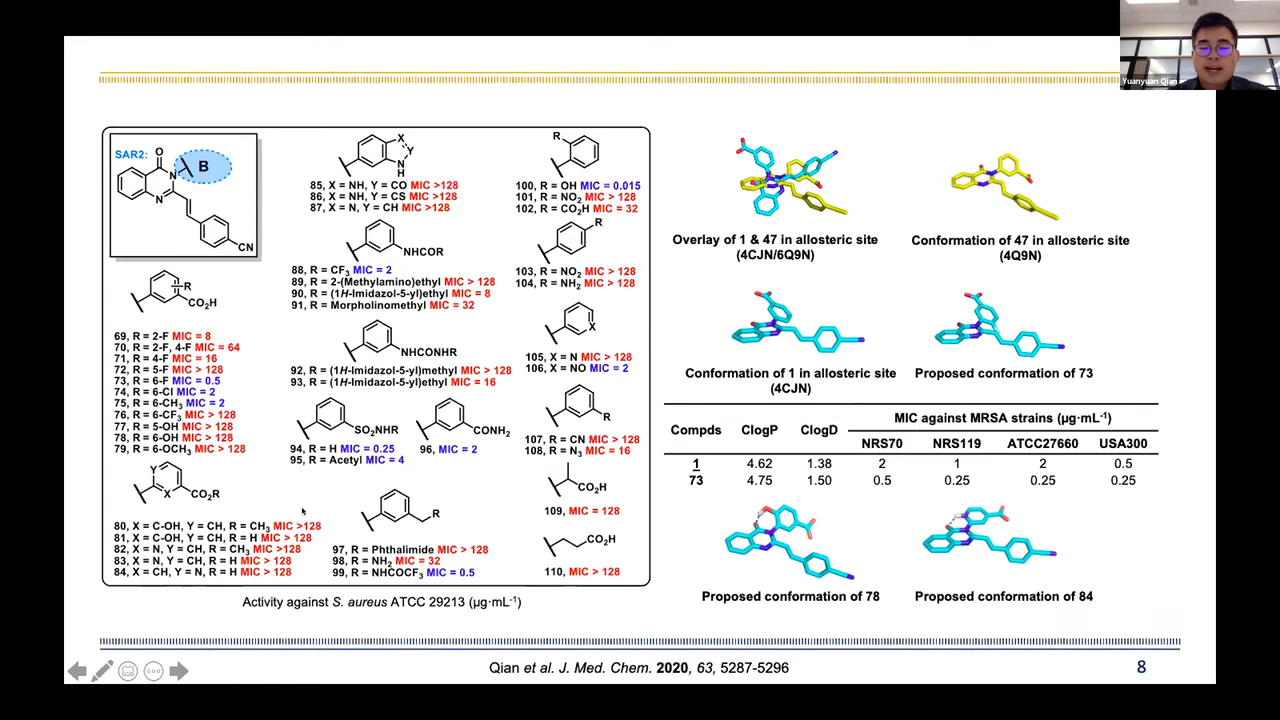 Yuanyuan Qian
SAR2:
O
N
N
B
CN
R
CO₂H
69, R = 2-F MIC = 8
70, R = 2-F, 4-F MIC = 64
71, R = 4-F MIC = 16
72, R = 5-F MIC > 128
73, R = 6-F MIC = 0.5
74, R = 6-Cl MIC = 2
75, R = 6-CH₃ MIC = 2
76, R = 6-CF₃ MIC > 128
77, R = 5-OH MIC > 128
78, R = 6-OH MIC > 128
79, R = 6-OCH₃ MIC > 128
Y
X
CO₂R
80, X = C-OH, Y = CH, R = CH₃ MIC >128
81, X = C-OH, Y = CH, R = H MIC > 128
82, X = N, Y = CH, R = CH₃ MIC >128
83, X = N, Y = CH, R = H MIC > 128
84, X = CH, Y = N, R = H MIC > 128
X
Y
N
H
85, X = NH, Y = CO MIC >128
86, X = NH, Y = CS MIC >128
87, X = N, Y = CH MIC >128
NHCOR
88, R = CF₃ MIC = 2
89, R = 2-(Methylamino)ethyl MIC > 128
90, R = (1H-Imidazol-5-yl)ethyl MIC = 8
91, R = Morpholinomethyl MIC = 32
NHCONHR
92, R = (1H-Imidazol-5-yl)methyl MIC > 128
93, R = (1H-Imidazol-5-yl)ethyl MIC = 16
SO₂NHR
94, R = H MIC = 0.25
95, R = Acetyl MIC = 4
CONH₂
96, MIC = 2
R
97, R = Phthalimide MIC > 128
98, R = NH₂ MIC = 32
99, R = NHCOCF₃ MIC = 0.5
R
100, R = OH MIC = 0.015
101, R = NO₂ MIC > 128
102, R = CO₂H MIC = 32
R
103, R = NO₂ MIC > 128
104, R = NH₂ MIC > 128
X
105, X = N MIC > 128
106, X = NO MIC = 2
R
107, R = CN MIC > 128
108, R = N₃ MIC = 16
CO₂H
109, MIC = 128
CO₂H
110, MIC > 128
Activity against S. aureus ATCC 29213 (µg·mL⁻¹)
Overlay of 1 & 47 in allosteric site
(4CJN/6Q9N)
Conformation of 47 in allosteric site
(4Q9N)
Conformation of 1 in allosteric site
(4CJN)
Proposed conformation of 73
Compds ClogP ClogD MIC against MRSA strains (µg·mL⁻¹)
NRS70 NRS119 ATCC27660 USA300
1 4.62 1.38 2 1 2 0.5
73 4.75 1.50 0.5 0.25 0.25 0.25
Proposed conformation of 78
Proposed conformation of 84
Qian et al. J. Med. Chem. 2020, 63, 5287-5296
8